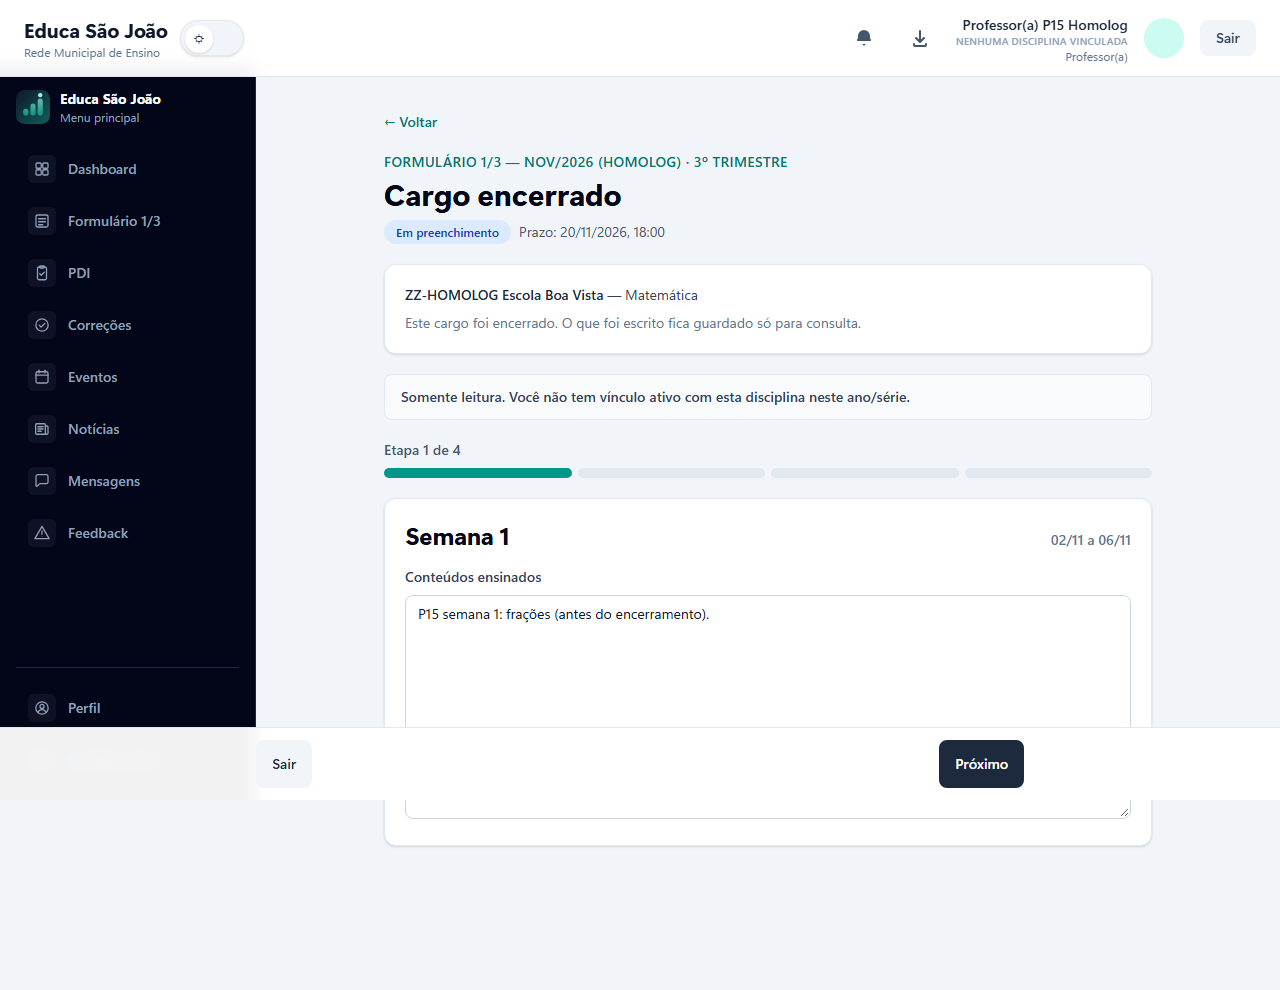 Educa São João
Rede Municipal de Ensino
Professor(a) P15 Homolog
NENHUMA DISCIPLINA VINCULADA
Professor(a)
Sair
Educa São João
Menu principal
Dashboard
Formulário 1/3
PDI
Correções
Eventos
Notícias
Mensagens
Feedback
Perfil
← Voltar
FORMULÁRIO 1/3 — NOV/2026 (HOMOLOG) · 3º TRIMESTRE
Cargo encerrado
Em preenchimento
Prazo: 20/11/2026, 18:00
ZZ-HOMOLOG Escola Boa Vista — Matemática
Este cargo foi encerrado. O que foi escrito fica guardado só para consulta.
Somente leitura. Você não tem vínculo ativo com esta disciplina neste ano/série.
Etapa 1 de 4
Semana 1
02/11 a 06/11
Conteúdos ensinados
P15 semana 1: frações (antes do encerramento).
Sair
Próximo